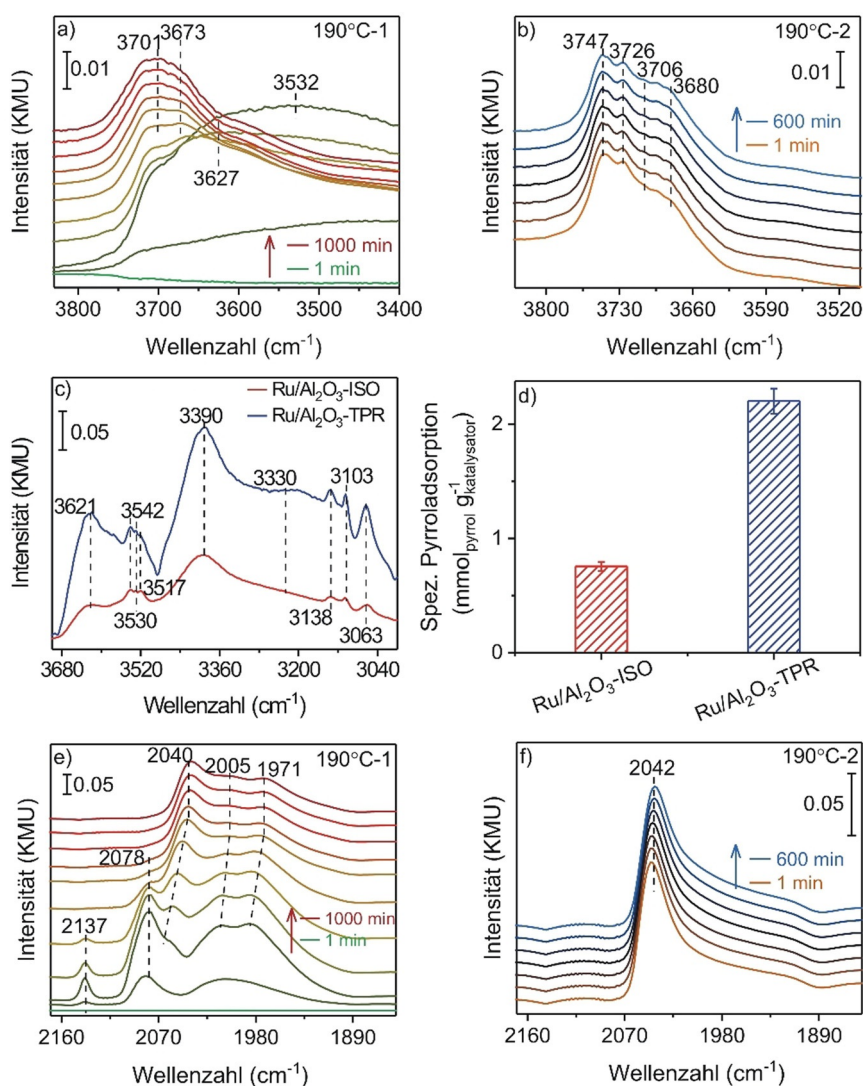 a)
190°C-1
3701
3673
0.01
3532
3627
1000 min
1 min
Intensität (KMU)
3800 3700 3600 3500 3400
Wellenzahl (cm⁻¹)
b)
190°C-2
3747
3726
3706
3680
0.01
600 min
1 min
Intensität (KMU)
3800 3730 3660 3590 3520
Wellenzahl (cm⁻¹)
c)
Ru/Al₂O₃-ISO
Ru/Al₂O₃-TPR
0.05
3390
3621
3542
3330
3103
3517
3530
3138
3063
Intensität (KMU)
3680 3520 3360 3200 3040
Wellenzahl (cm⁻¹)
d)
Spez. Pyrroladsorption
(mmolpyrrol g⁻¹katalysator)
2
1
0
Ru/Al₂O₃-ISO
Ru/Al₂O₃-TPR
e)
190°C-1
0.05
2040
2005
1971
2078
2137
1000 min
1 min
Intensität (KMU)
2160 2070 1980 1890
Wellenzahl (cm⁻¹)
f)
190°C-2
2042
0.05
600 min
1 min
Intensität (KMU)
2160 2070 1980 1890
Wellenzahl (cm⁻¹)